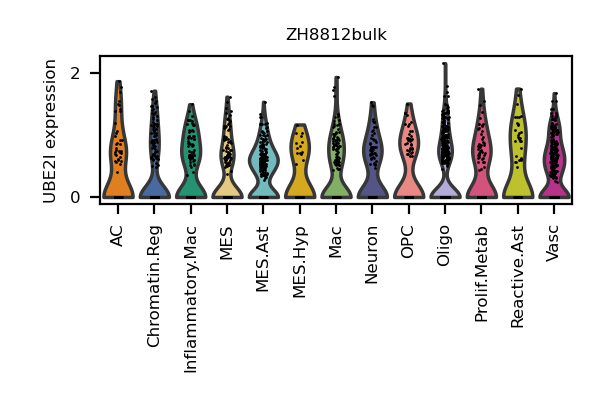 ZH8812bulk
UBE2I expression
2
0
AC
Chromatin.Reg
Inflammatory.Mac
MES
MES.Ast
MES.Hyp
Mac
Neuron
OPC
Oligo
Prolif.Metab
Reactive.Ast
Vasc